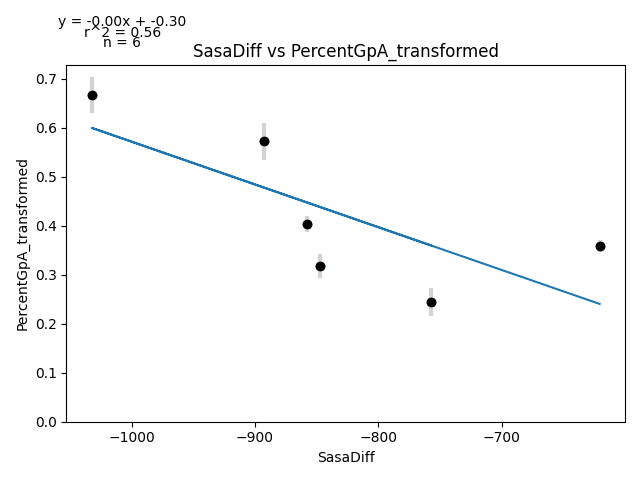 y = -0.00x + -0.30
r^2 = 0.56
n = 6
SasaDiff vs PercentGpA_transformed
PercentGpA_transformed
0.7
0.6
0.5
0.4
0.3
0.2
0.1
0.0
−1000 −900 −800 −700
SasaDiff